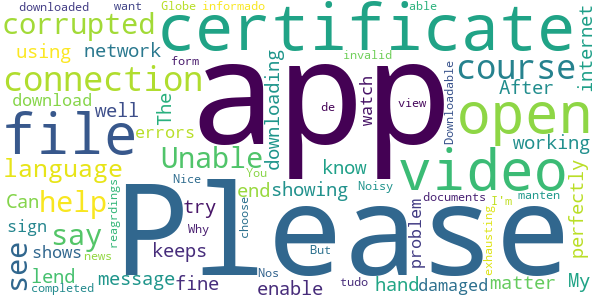 downloaded want Globe informado able
corrupted certificate
using network form invalid
connection course internet
download The downloading watch After
file app de view Downloadable open
well errors working
language Unable know video
Can help You end showing Noisy documents I'm manten
sign say try Nice Please choose But problem perfectly
see shows keeps Why reagrdings exhausting
lend message fine Nos enable tudo hand damaged matter My
completed news